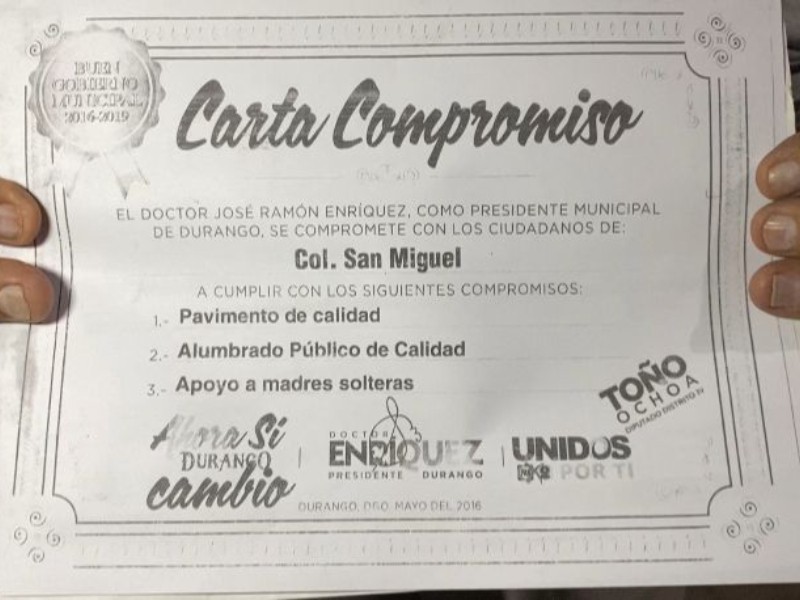 BUEN
GOBIERNO
MUNICIPAL
2016-2019
Carta Compromiso
EL DOCTOR JOSÉ RAMÓN ENRÍQUEZ, COMO PRESIDENTE MUNICIPAL
DE DURANGO, SE COMPROMETE CON LOS CIUDADANOS DE:
Col. San Miguel
A CUMPLIR CON LOS SIGUIENTES COMPROMISOS:
1.- Pavimento de calidad
2.- Alumbrado Público de Calidad
3.- Apoyo a madres solteras
TOÑO
OCHOA
DIPUTADO DISTRITO IV
Ahora Sí
DURANGO
cambio
DOCTOR
ENRÍQUEZ
PRESIDENTE DURANGO
UNIDOS
POR TI
DURANGO, DGO. MAYO DEL 2016